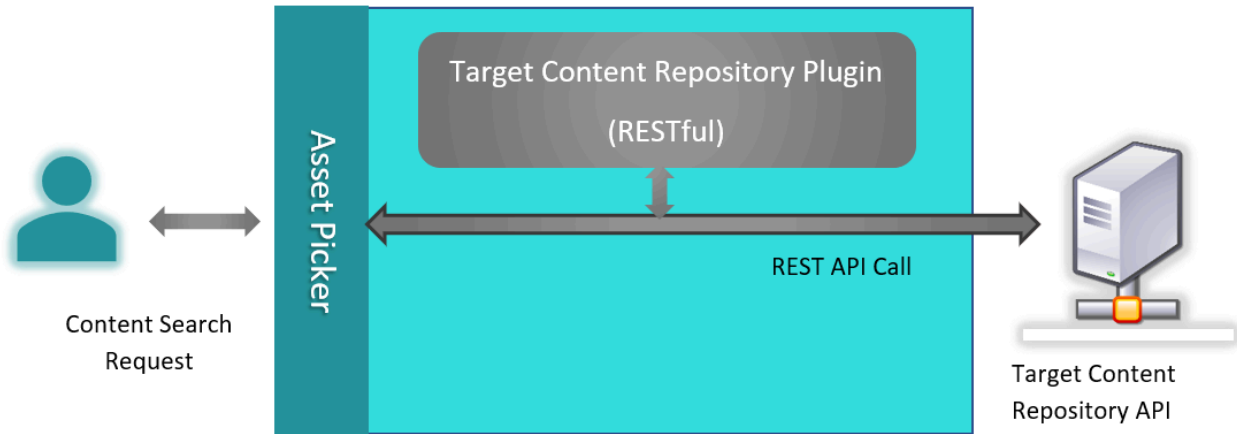 Target Content Repository Plugin
(RESTful)
Asset Picker
REST API Call
Content Search
Request
Target Content
Repository API